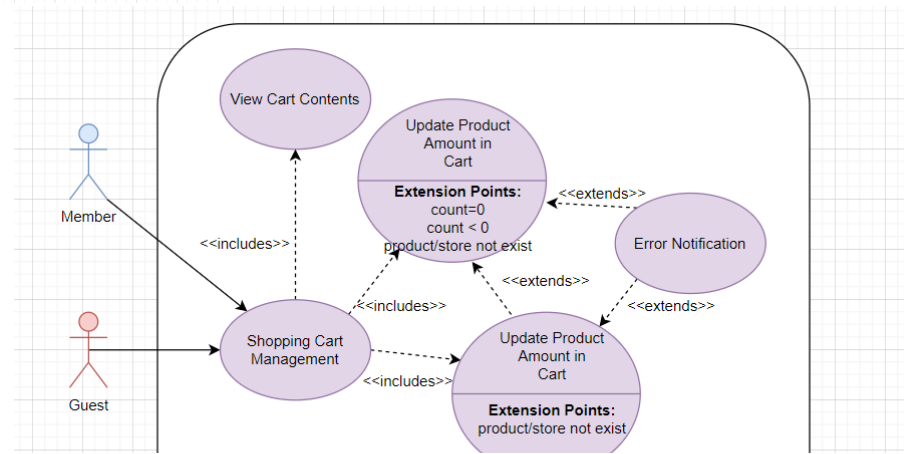 View Cart Contents
Update Product
Amount in
Cart
Extension Points:
count=0
count < 0
product/store not exist
<<extends>>
Member
<<includes>>
Error Notification
<<extends>>
<<includes>>
<<extends>>
Shopping Cart
Management
Update Product
Amount in
Cart
<<includes>>
Guest
Extension Points:
product/store not exist